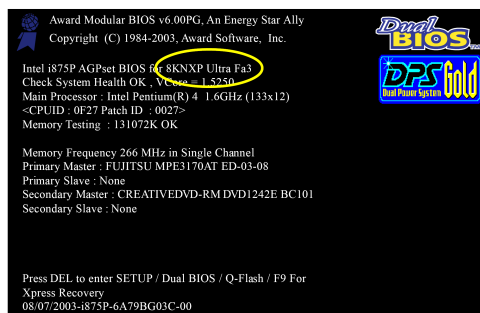 Award Modular BIOS v6.00PG, An Energy Star Ally
Copyright (C) 1984-2003, Award Software, Inc.
Dual
BIOS
TM
Intel i875P AGPset BIOS for 8KNXP Ultra Fa3
Check System Health OK , VCore = 1.5250
Main Processor : Intel Pentium(R) 4 1.6GHz (133x12)
<CPUID : 0F27 Patch ID : 0027>
Memory Testing : 131072K OK
DPS Gold
Dual Power System
Memory Frequency 266 MHz in Single Channel
Primary Master : FUJITSU MPE3170AT ED-03-08
Primary Slave : None
Secondary Master : CREATIVEDVD-RM DVD1242E BC101
Secondary Slave : None
Press DEL to enter SETUP / Dual BIOS / Q-Flash / F9 For
Xpress Recovery
08/07/2003-i875P-6A79BG03C-00